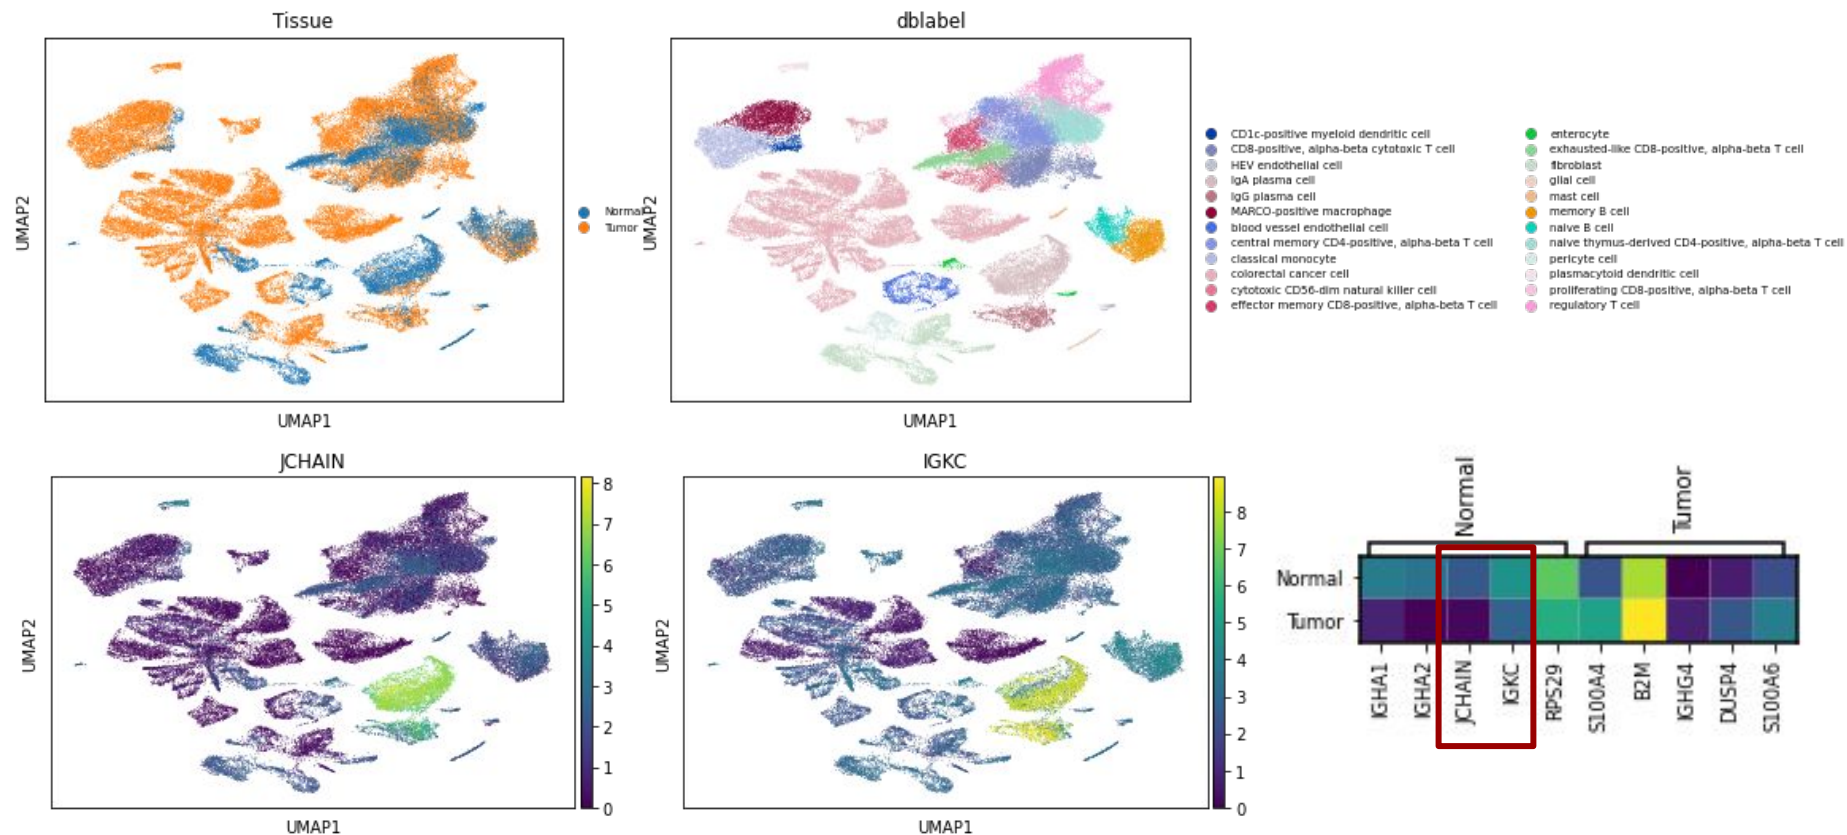 Tissue
UMAP2
UMAP1
Normal
Tumor
dblabel
UMAP2
UMAP1
CD1c-positive myeloid dendritic cell
CD8-positive, alpha-beta cytotoxic T cell
HEV endothelial cell
IgA plasma cell
IgG plasma cell
MARCO-positive macrophage
blood vessel endothelial cell
central memory CD4-positive, alpha-beta T cell
classical monocyte
colorectal cancer cell
cytotoxic CD56-dim natural killer cell
effector memory CD8-positive, alpha-beta T cell
enterocyte
exhausted-like CD8-positive, alpha-beta T cell
fibroblast
glial cell
mast cell
memory B cell
naive B cell
naive thymus-derived CD4-positive, alpha-beta T cell
pericyte cell
plasmacytoid dendritic cell
proliferating CD8-positive, alpha-beta T cell
regulatory T cell
JCHAIN
UMAP2
UMAP1
8
7
6
5
4
3
2
1
0
IGKC
UMAP2
UMAP1
8
7
6
5
4
3
2
1
0
Normal
Tumor
Normal
Tumor
IGHA1
IGHA2
JCHAIN
IGKC
RPS29
S100A4
B2M
IGHG4
DUSP4
S100A6